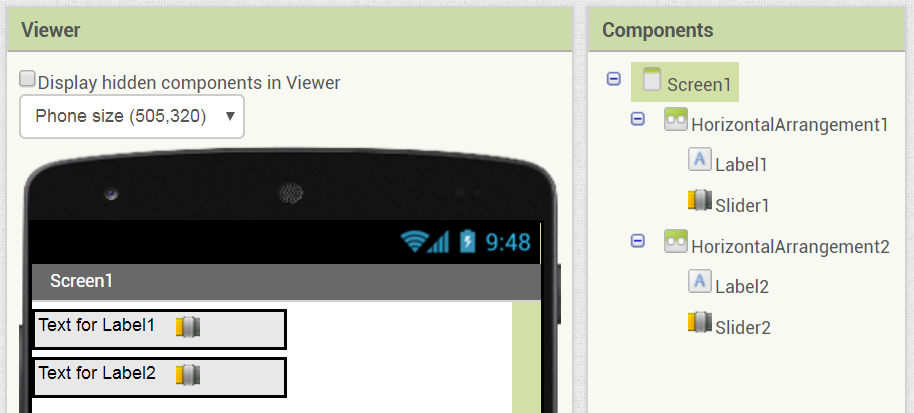 Viewer
Display hidden components in Viewer
Phone size (505,320)
9:48
Screen1
Text for Label1
Text for Label2
Components
Screen1
HorizontalArrangement1
A Label1
Slider1
HorizontalArrangement2
A Label2
Slider2